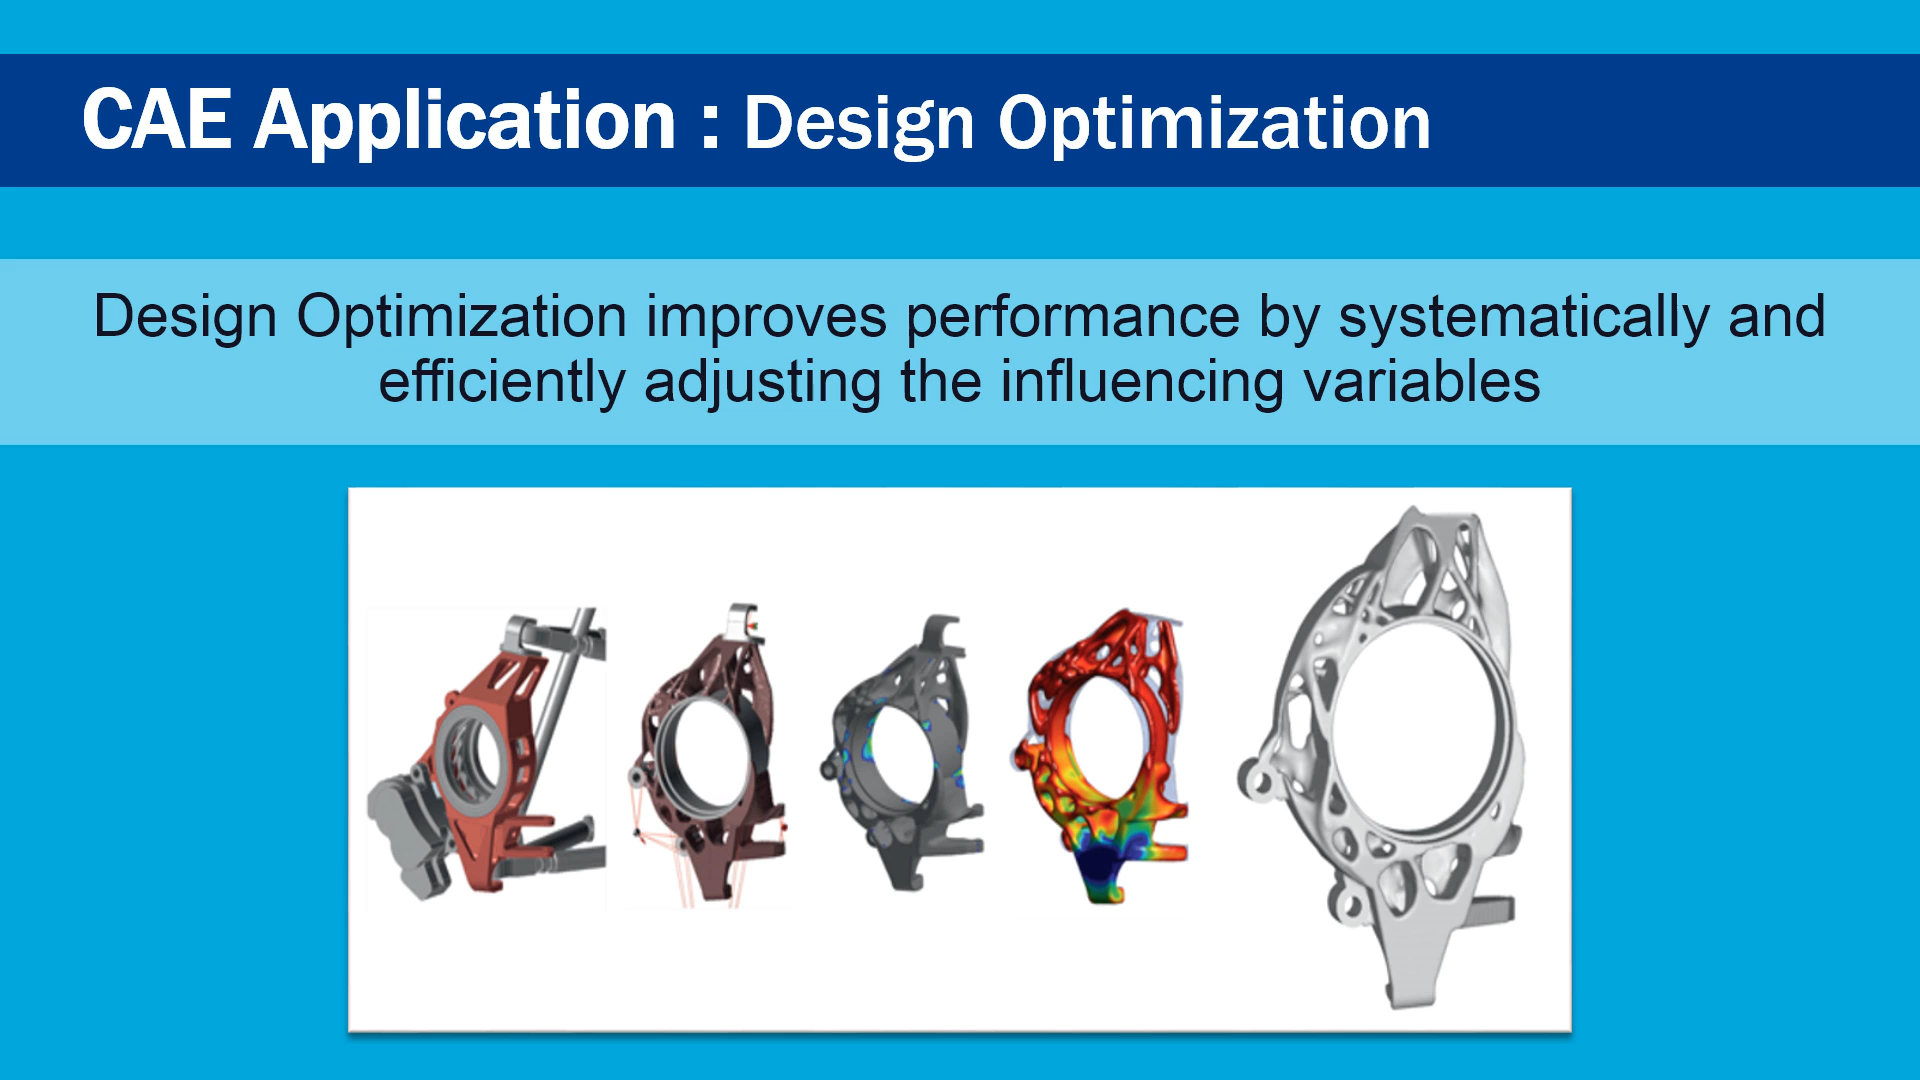 CAE Application : Design Optimization
Design Optimization improves performance by systematically and
efficiently adjusting the influencing variables